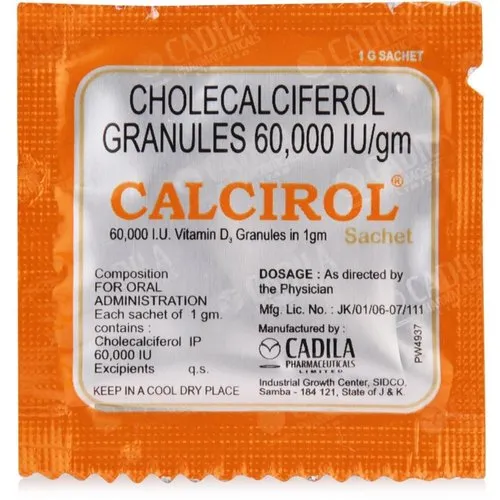 CADILA
PHARMACEUTICALS
1 G SACHET
CHOLECALCIFEROL
GRANULES 60,000 IU/gm
CALCIROL®
60,000 I.U. Vitamin D3 Granules in 1gm
Sachet
Composition
FOR ORAL
ADMINISTRATION
Each sachet of 1 gm.
contains :
Cholecalciferol IP
60,000 IU
Excipients q.s.
KEEP IN A COOL DRY PLACE
DOSAGE : As directed by
the Physician
Mfg. Lic. No. : JK/01/06-07/111
Manufactured by :
CADILA
PHARMACEUTICALS
LIMITED
Industrial Growth Center, SIDCO,
Samba - 184 121, State of J & K.
PW4937